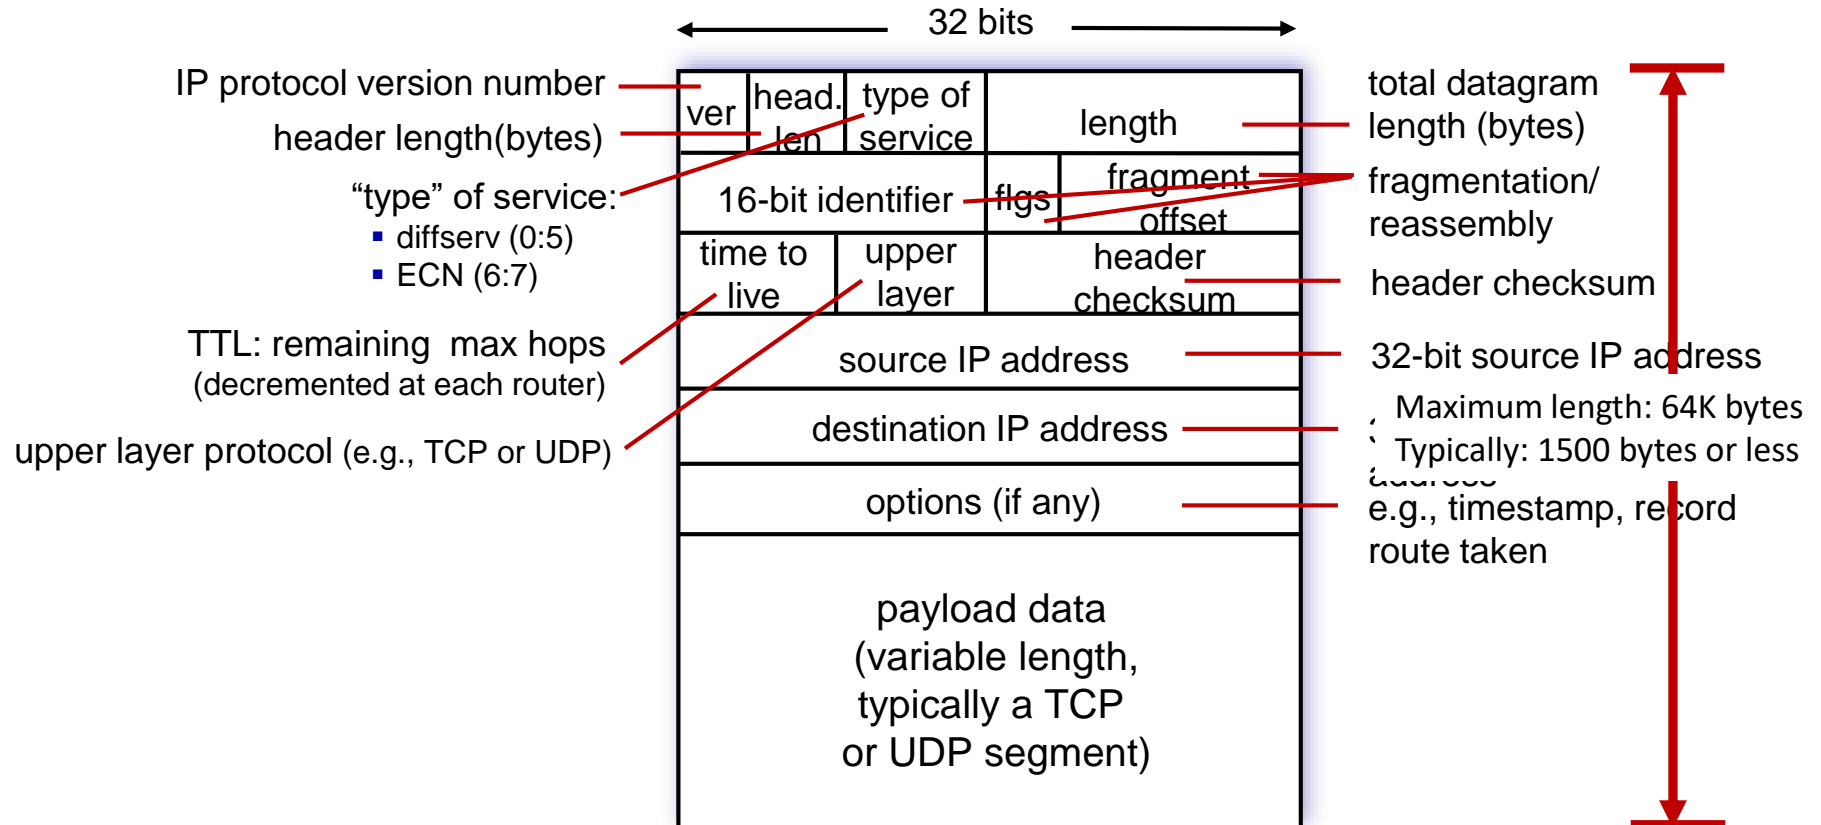 32 bits
IP protocol version number
header length(bytes)
“type” of service:
▪ diffserv (0:5)
▪ ECN (6:7)
TTL: remaining max hops
(decremented at each router)
upper layer protocol (e.g., TCP or UDP)
ver
head.
len
type of
service
length
16-bit identifier
flgs
fragment
offset
time to
live
upper
layer
header
checksum
source IP address
destination IP address
options (if any)
payload data
(variable length,
typically a TCP
or UDP segment)
total datagram
length (bytes)
fragmentation/
reassembly
header checksum
32-bit source IP address
Maximum length: 64K bytes
Typically: 1500 bytes or less
address
e.g., timestamp, record
route taken